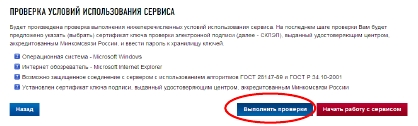 ПРОВЕРКА УСЛОВИЙ ИСПОЛЬЗОВАНИЯ СЕРВИСА
Будет произведена проверка выполнения нижеперечисленных условий использования сервиса. На последнем шаге проверки Вам будет
предложено указать (выбрать) сертификат ключа проверки электронной подписи (далее - СКПЭП), выданный удостоверяющим центром,
аккредитованным Минкомсвязи России, и ввести пароль к хранилищу ключей.
Операционная система - Microsoft Windows
Интернет обозреватель - Microsoft Internet Explorer
Возможно защищенное соединение с сервером с использованием алгоритмов ГОСТ 28147-89 и ГОСТ Р 34.10-2001
Установлен сертификат ключа подписи, выданный удостоверяющим центром, аккредитованным Минкомсвязи России
Назад
Выполнить проверки
Начать работу с сервисом